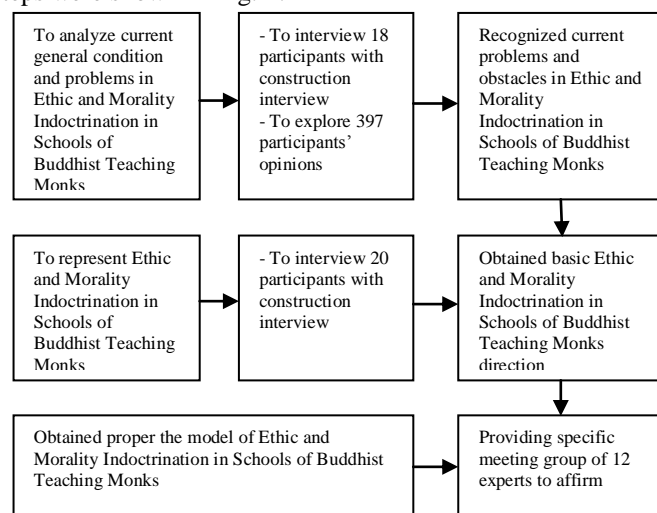 To analyze current
general condition
and problems in
Ethic and Morality
Indoctrination in
Schools of
Buddhist Teaching
Monks
- To interview 18
participants with
construction
interview
- To explore 397
participants'
opinions
Recognized current
problems and
obstacles in Ethic and
Morality
Indoctrination in
Schools of Buddhist
Teaching Monks
To represent Ethic
and Morality
Indoctrination in
Schools of
Buddhist Teaching
Monks
- To interview 20
participants with
construction
interview
Obtained basic Ethic
and Morality
Indoctrination in
Schools of Buddhist
Teaching Monks
direction
Obtained proper the model of Ethic and
Morality Indoctrination in Schools of Buddhist
Teaching Monks
Providing specific
meeting group of 12
experts to affirm